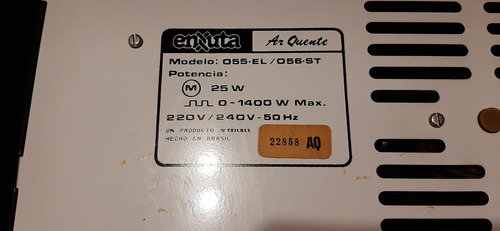 enxuta Ar Quente
Modelo: 055·EL / 056·ST
Potencia:
M 25 W
0-1400 W Max.
220V/240V-50Hz
UN PRODUCTO
HECHO EN BRASIL
22858 AQ